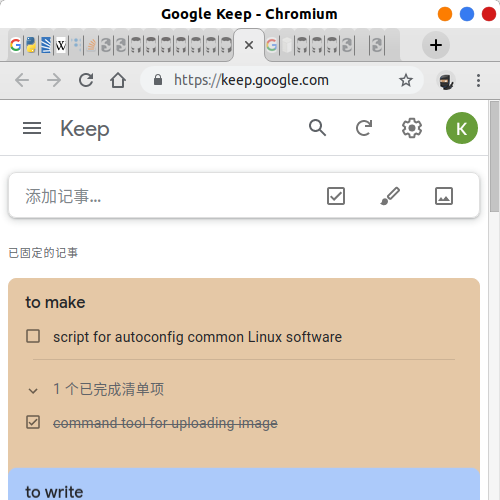 Google Keep - Chromium
https://keep.google.com
Keep
K
添加记事…
已固定的记事
to make
script for autoconfig common Linux software
1 个已完成清单项
command tool for uploading image
to write